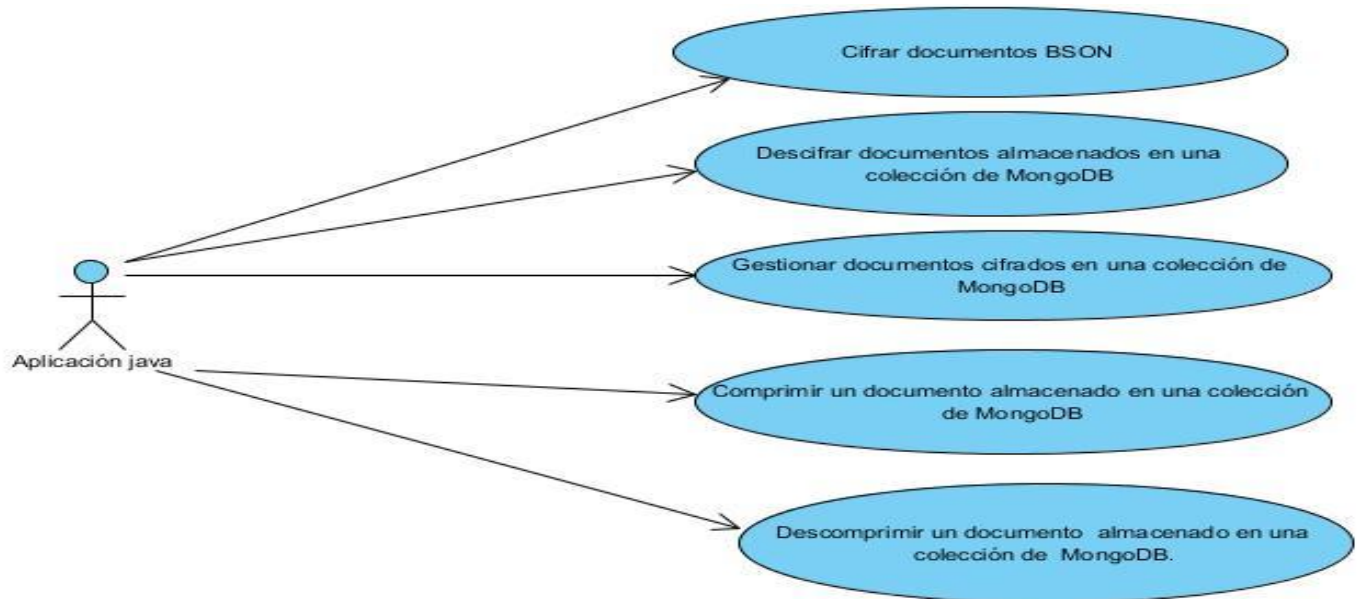 Cifrar documentos BSON
Descifrar documentos almacenados en una
colección de MongoDB
Gestionar documentos cifrados en una colección de
MongoDB
Aplicación java
Comprimir un documento almacenado en una colección
de MongoDB
Descomprimir un documento almacenado en una
colección de MongoDB.